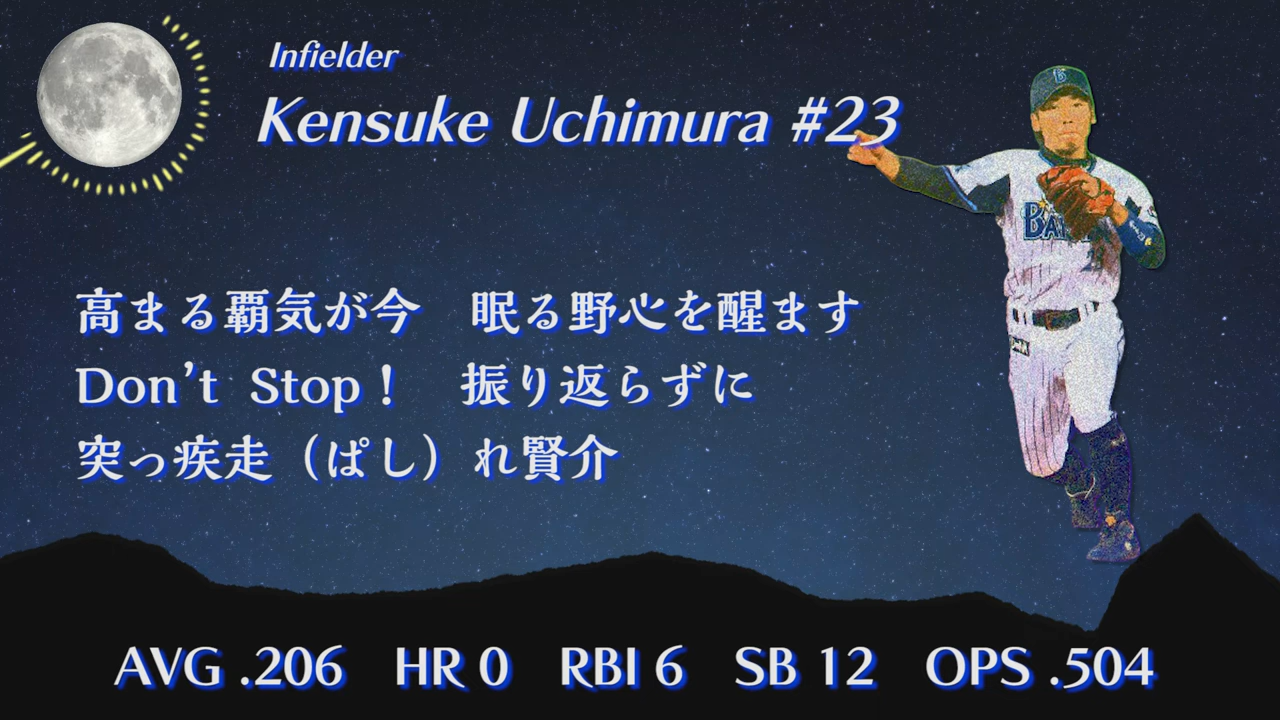 Infielder
Kensuke Uchimura #23
高まる覇気が今　眠る野心を醒ます
Don't Stop！　振り返らずに
突っ疾走（ぱし）れ賢介
AVG .206 HR 0 RBI 6 SB 12 OPS .504